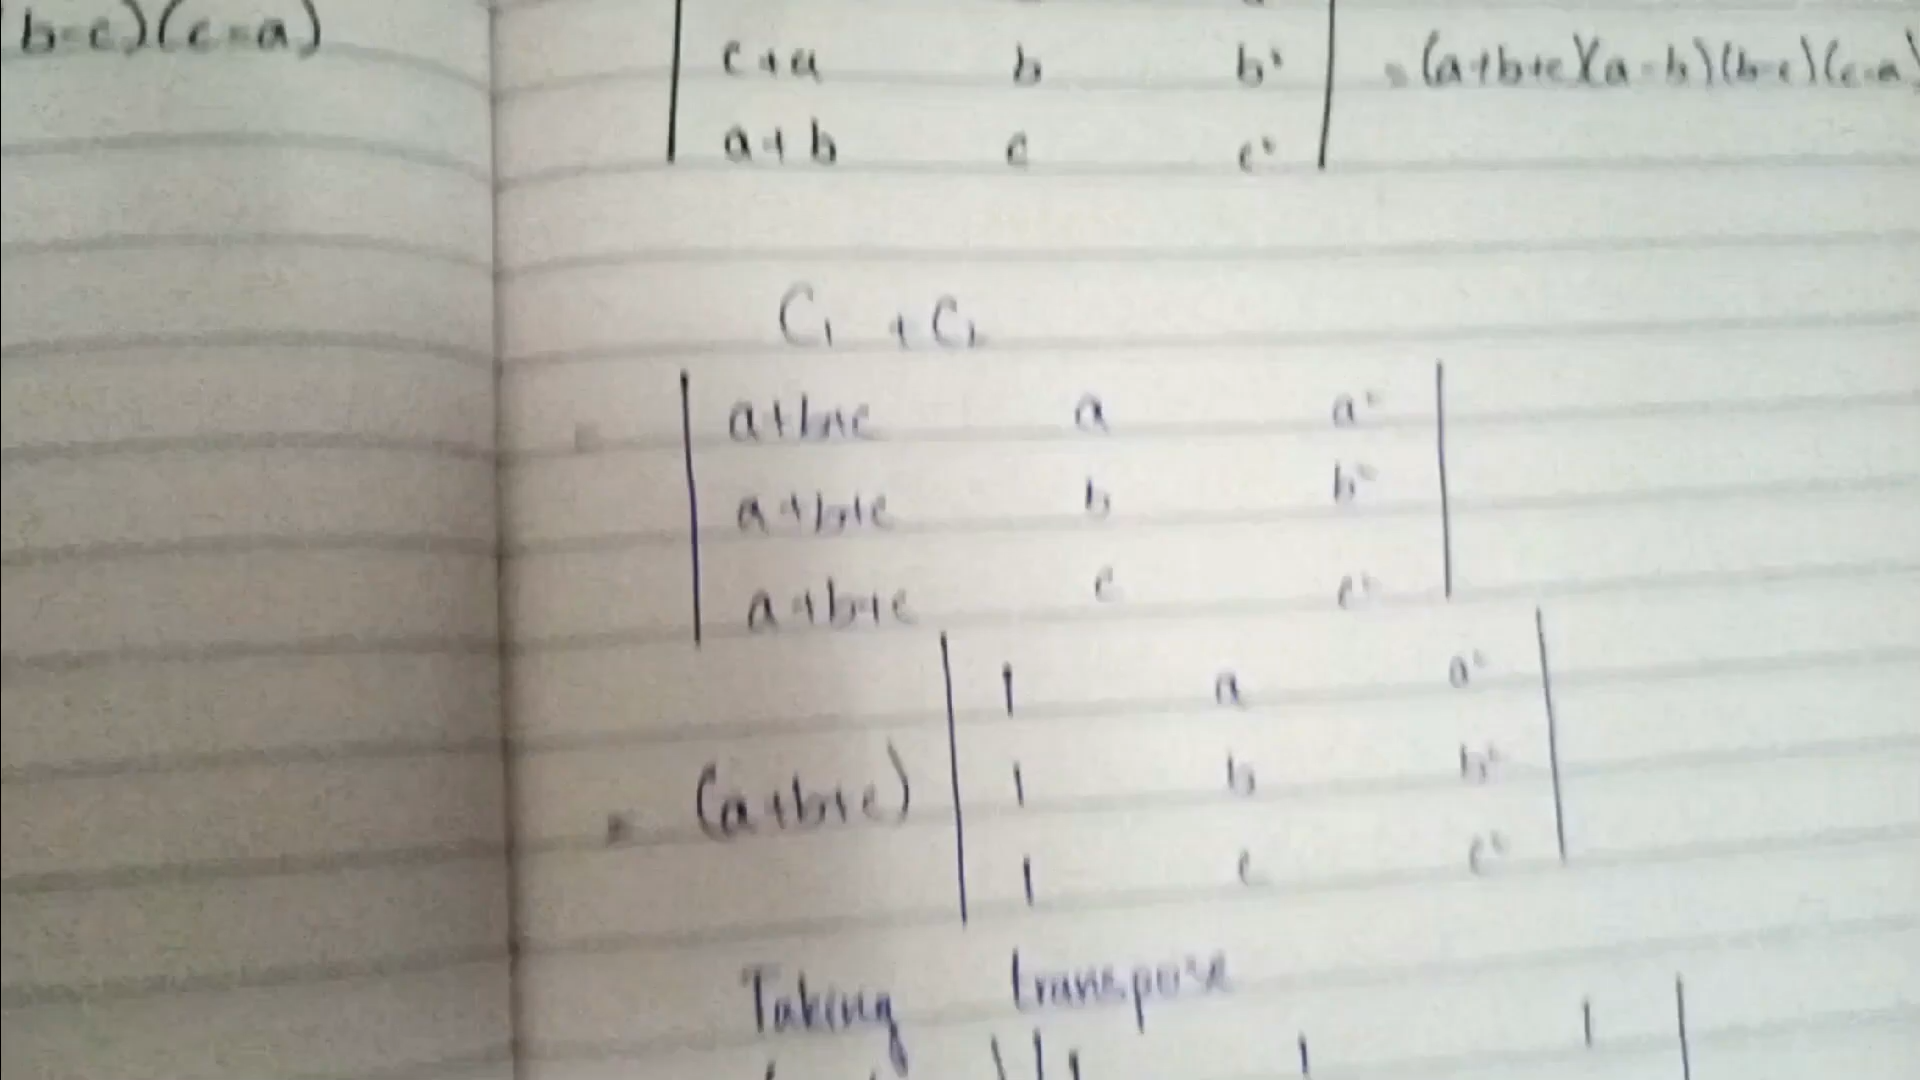 b-c)(c-a)
c+a b b² = (a+b+c)(a-b)(b-c)(c-a)
a+b c c²
C₁ + C₂
= | a+b+c a a² |
| a+b+c b b² |
| a+b+c c c² |
= (a+b+c) | 1 a a² |
| 1 b b² |
| 1 c c² |
Taking transpose